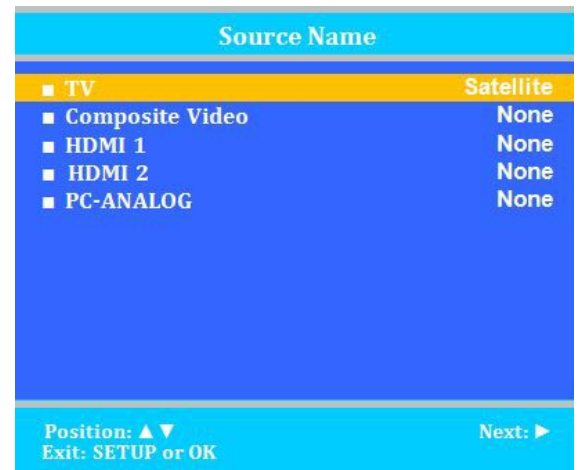 Source Name
■ TV Satellite
■ Composite Video None
■ HDMI 1 None
■ HDMI 2 None
■ PC-ANALOG None
Position: ▲ ▼ Next: ►
Exit: SETUP or OK